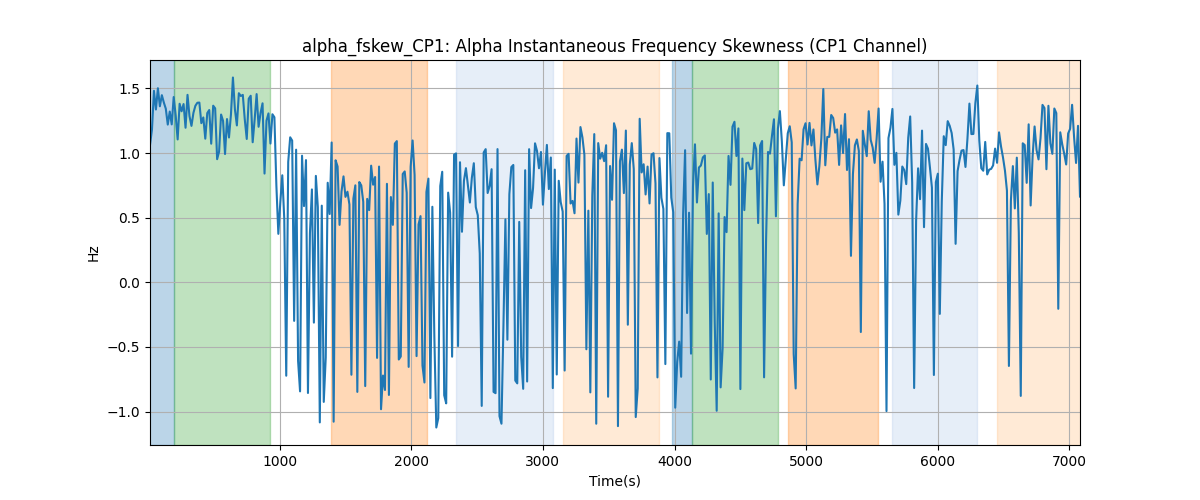 alpha_fskew_CP1: Alpha Instantaneous Frequency Skewness (CP1 Channel)
1.5
1.0
0.5
0.0
−0.5
−1.0
Hz
1000 2000 3000 4000 5000 6000 7000
Time(s)